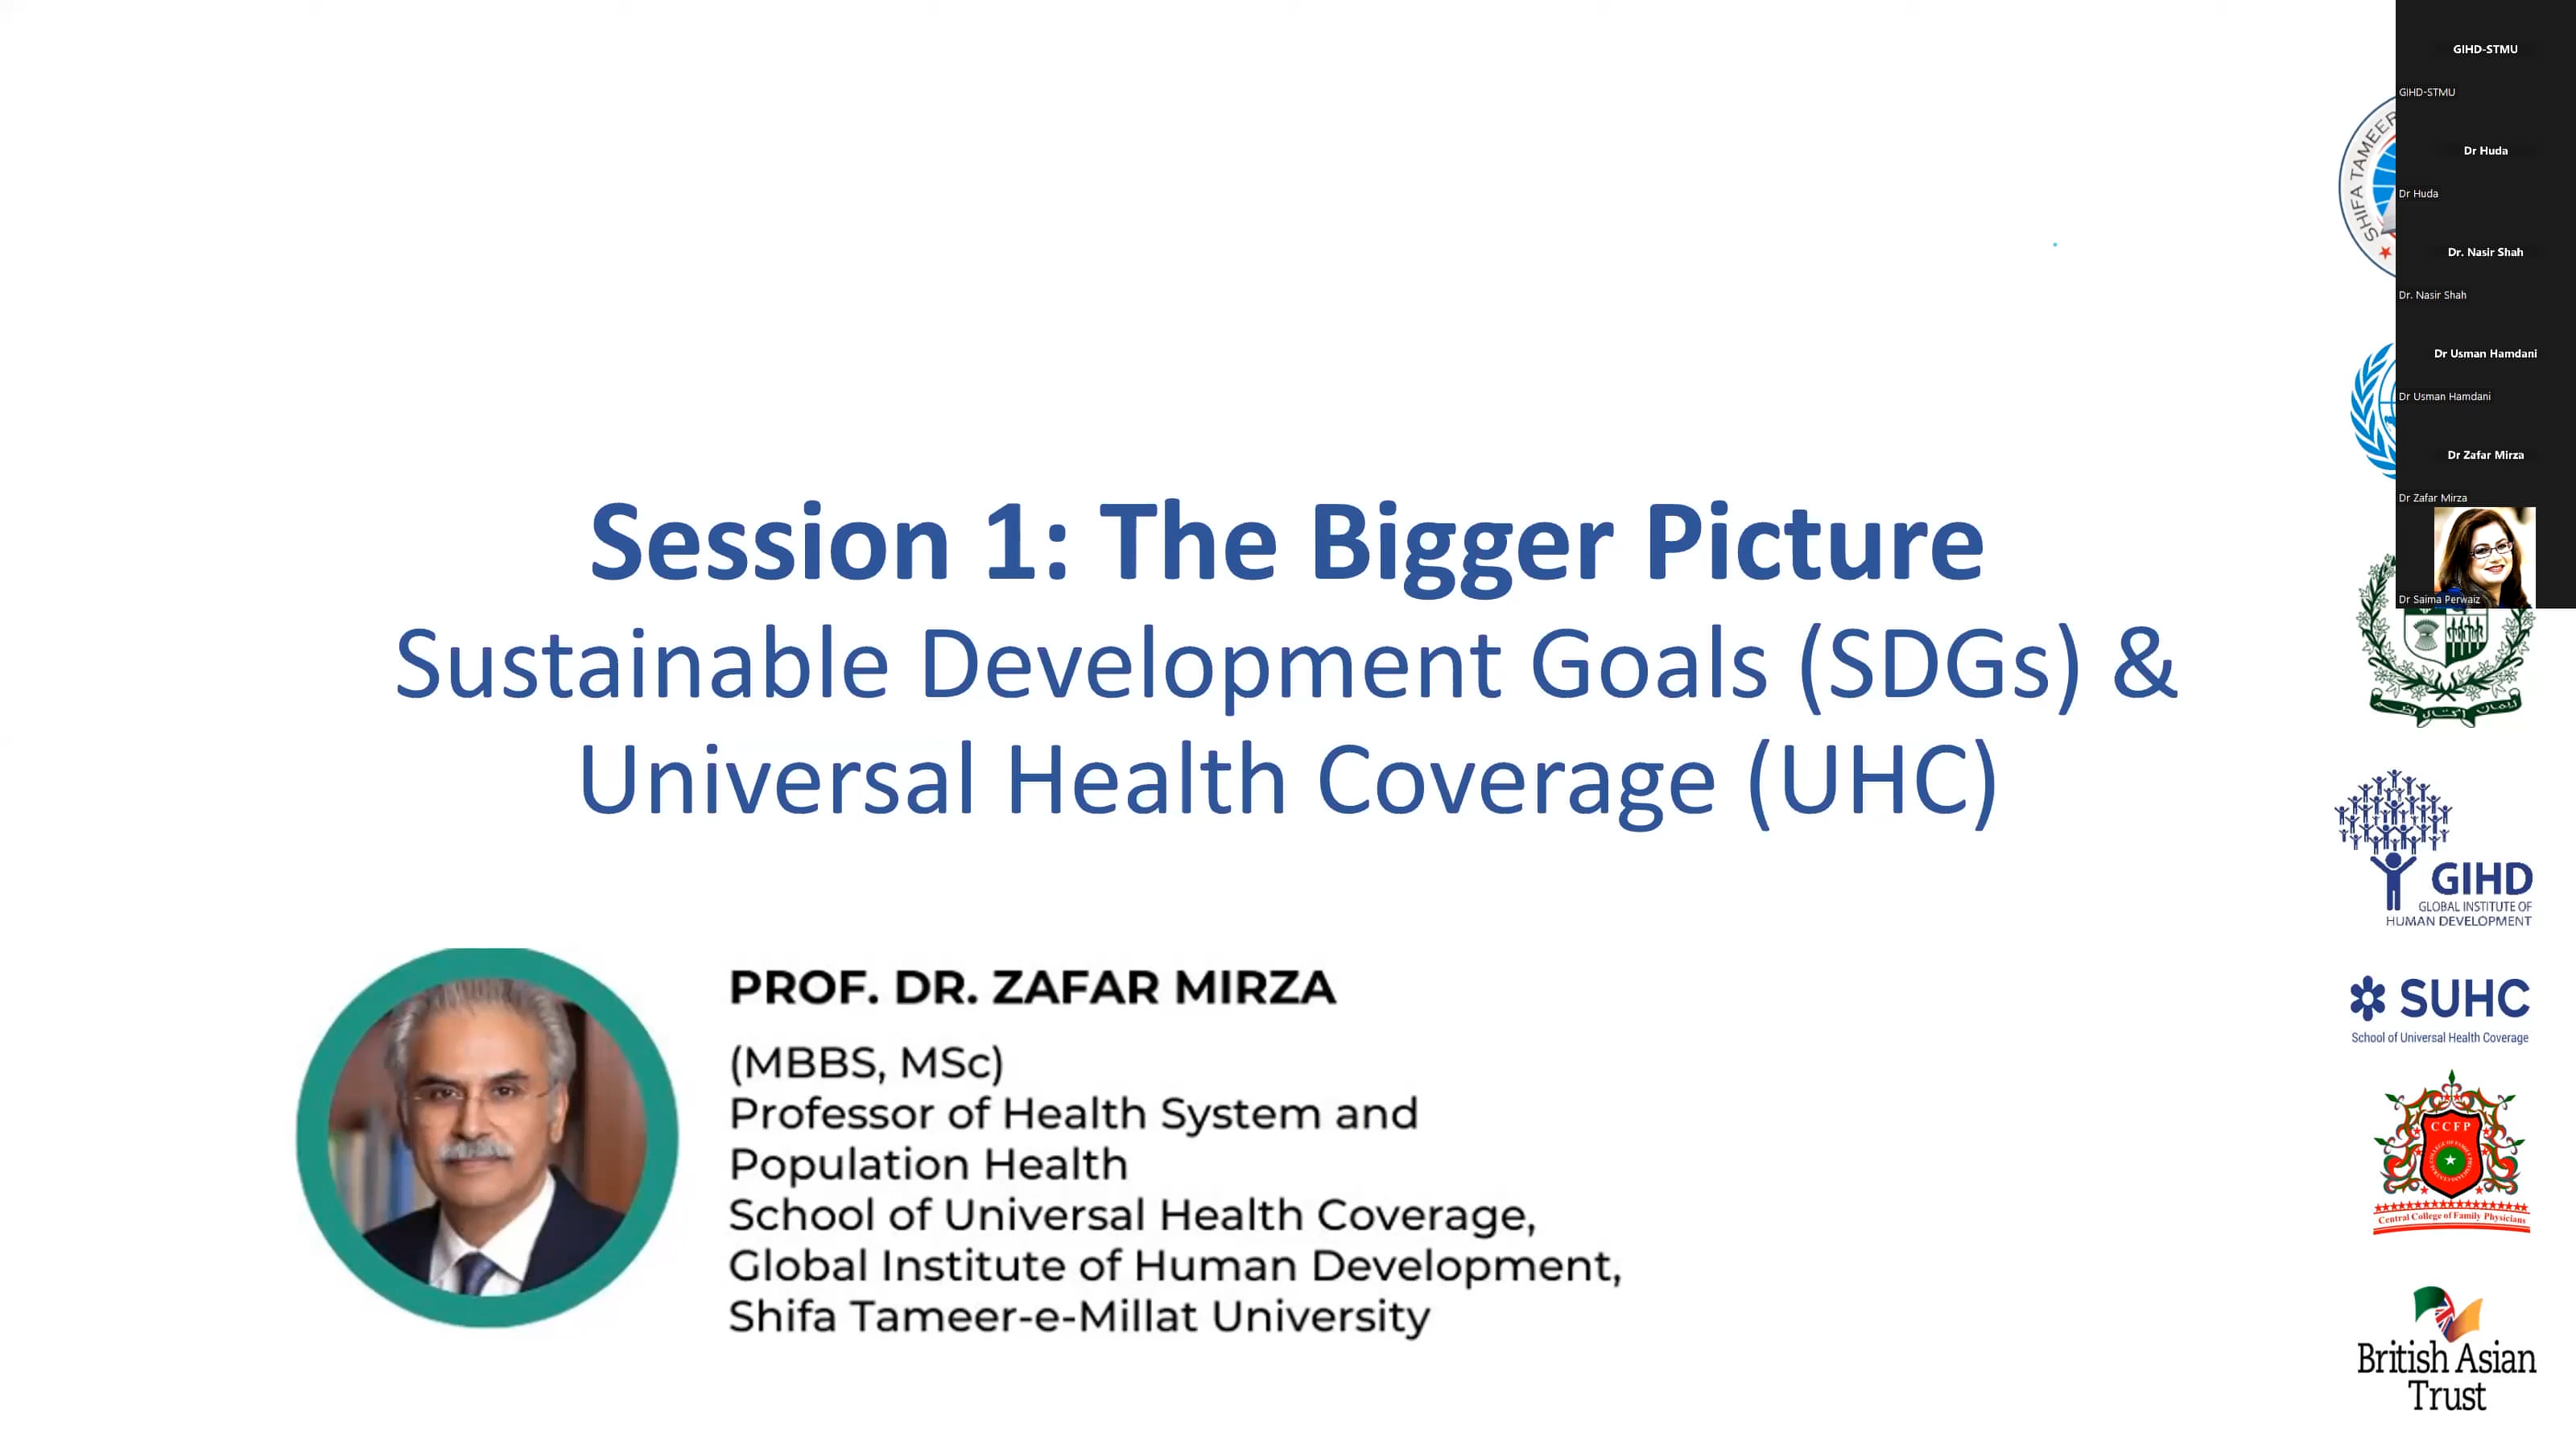 Session 1: The Bigger Picture
Sustainable Development Goals (SDGs) &
Universal Health Coverage (UHC)
PROF. DR. ZAFAR MIRZA
(MBBS, MSc)
Professor of Health System and
Population Health
School of Universal Health Coverage,
Global Institute of Human Development,
Shifa Tameer-e-Millat University
GIHD-STMU
GIHD-STMU
Dr Huda
Dr Huda
Dr. Nasir Shah
Dr. Nasir Shah
Dr Usman Hamdani
Dr Usman Hamdani
Dr Zafar Mirza
Dr Zafar Mirza
Dr Saima Perwaiz
SHIFA TAMEER
GIHD
GLOBAL INSTITUTE OF
HUMAN DEVELOPMENT
SUHC
School of Universal Health Coverage
CCFP
Central College of Family Physicians
British Asian
Trust